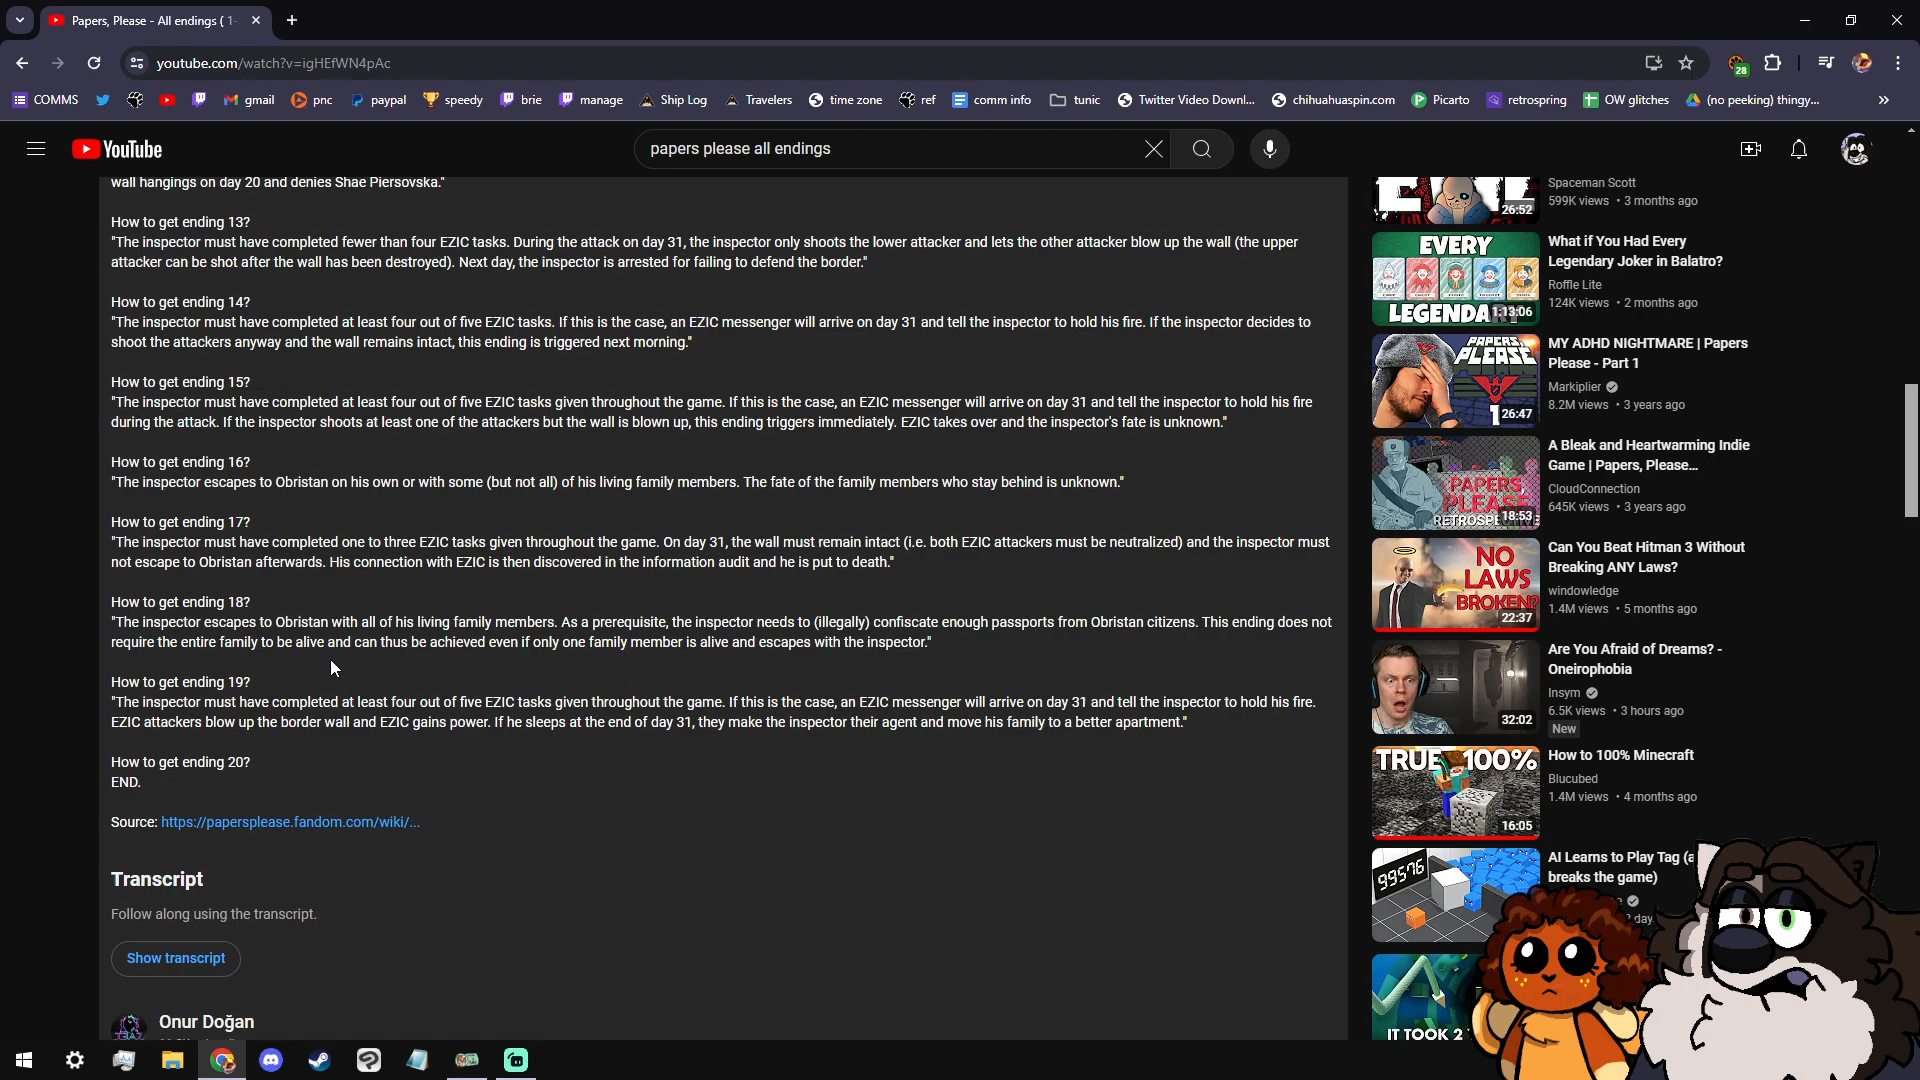 Papers, Please - All endings ( 1-
youtube.com/watch?v=igHEfWN4pAc
28
COMMS
gmail
pnc
paypal
speedy
brie
manage
Ship Log
Travelers
time zone
ref
comm info
tunic
Twitter Video Downl...
chihuahuaspin.com
Picarto
retrospring
OW glitches
(no peeking) thingy...
YouTube
papers please all endings
wall hangings on day 20 and denies Shae Piersovska."
How to get ending 13?
"The inspector must have completed fewer than four EZIC tasks. During the attack on day 31, the inspector only shoots the lower attacker and lets the other attacker blow up the wall (the upper
attacker can be shot after the wall has been destroyed). Next day, the inspector is arrested for failing to defend the border."
How to get ending 14?
"The inspector must have completed at least four out of five EZIC tasks. If this is the case, an EZIC messenger will arrive on day 31 and tell the inspector to hold his fire. If the inspector decides to
shoot the attackers anyway and the wall remains intact, this ending is triggered next morning."
How to get ending 15?
"The inspector must have completed at least four out of five EZIC tasks given throughout the game. If this is the case, an EZIC messenger will arrive on day 31 and tell the inspector to hold his fire
during the attack. If the inspector shoots at least one of the attackers but the wall is blown up, this ending triggers immediately. EZIC takes over and the inspector's fate is unknown."
How to get ending 16?
"The inspector escapes to Obristan on his own or with some (but not all) of his living family members. The fate of the family members who stay behind is unknown."
How to get ending 17?
"The inspector must have completed one to three EZIC tasks given throughout the game. On day 31, the wall must remain intact (i.e. both EZIC attackers must be neutralized) and the inspector must
not escape to Obristan afterwards. His connection with EZIC is then discovered in the information audit and he is put to death."
How to get ending 18?
"The inspector escapes to Obristan with all of his living family members. As a prerequisite, the inspector needs to (illegally) confiscate enough passports from Obristan citizens. This ending does not
require the entire family to be alive and can thus be achieved even if only one family member is alive and escapes with the inspector."
How to get ending 19?
"The inspector must have completed at least four out of five EZIC tasks given throughout the game. If this is the case, an EZIC messenger will arrive on day 31 and tell the inspector to hold his fire.
EZIC attackers blow up the border wall and EZIC gains power. If he sleeps at the end of day 31, they make the inspector their agent and move his family to a better apartment."
How to get ending 20?
END.
Source: https://papersplease.fandom.com/wiki/...
Transcript
Follow along using the transcript.
Show transcript
Onur Doğan
26:52
Spaceman Scott
599K views • 3 months ago
EVERY
LEGENDA
1:13:06
What if You Had Every
Legendary Joker in Balatro?
Roffle Lite
124K views • 2 months ago
PAPERS,
PLEASE
1
26:47
MY ADHD NIGHTMARE | Papers
Please - Part 1
Markiplier
8.2M views • 3 years ago
PAPERS
PLEASE
RETROSPECTIVE
18:53
A Bleak and Heartwarming Indie
Game | Papers, Please...
CloudConnection
645K views • 3 years ago
NO
LAWS
BROKEN?
22:37
Can You Beat Hitman 3 Without
Breaking ANY Laws?
windowledge
1.4M views • 5 months ago
32:02
Are You Afraid of Dreams? -
Oneirophobia
Insym
6.5K views • 3 hours ago
New
TRUE 100%
16:05
How to 100% Minecraft
Blucubed
1.4M views • 4 months ago
99576
AI Learns to Play Tag (a
breaks the game)
day
IT TOOK 2